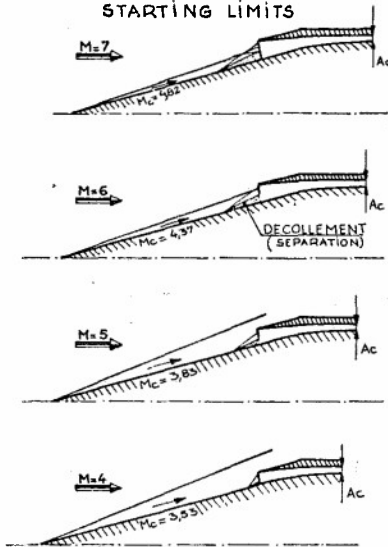 STARTING LIMITS
M=7
Mc=4,82
Ac
M=6
Mc=4,37
DECOLLEMENT
(SEPARATION)
Ac
M=5
Mc=3,83
Ac
M=4
Mc=3,53
Ac